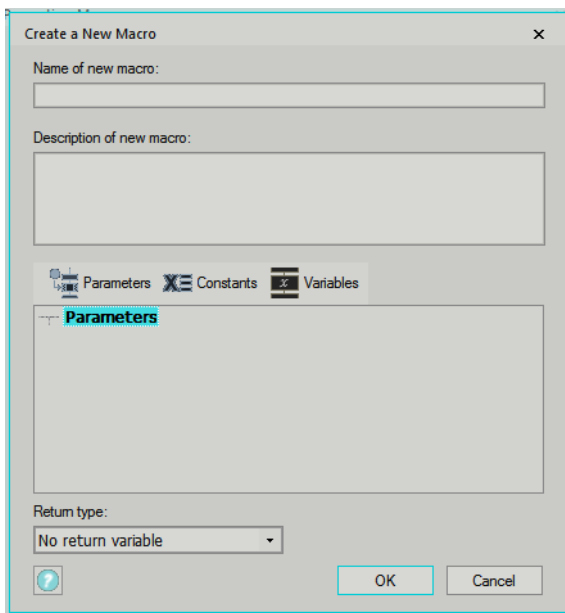 Create a New Macro
Name of new macro:
Description of new macro:
Parameters Constants Variables
Parameters
Return type:
No return variable
OK Cancel